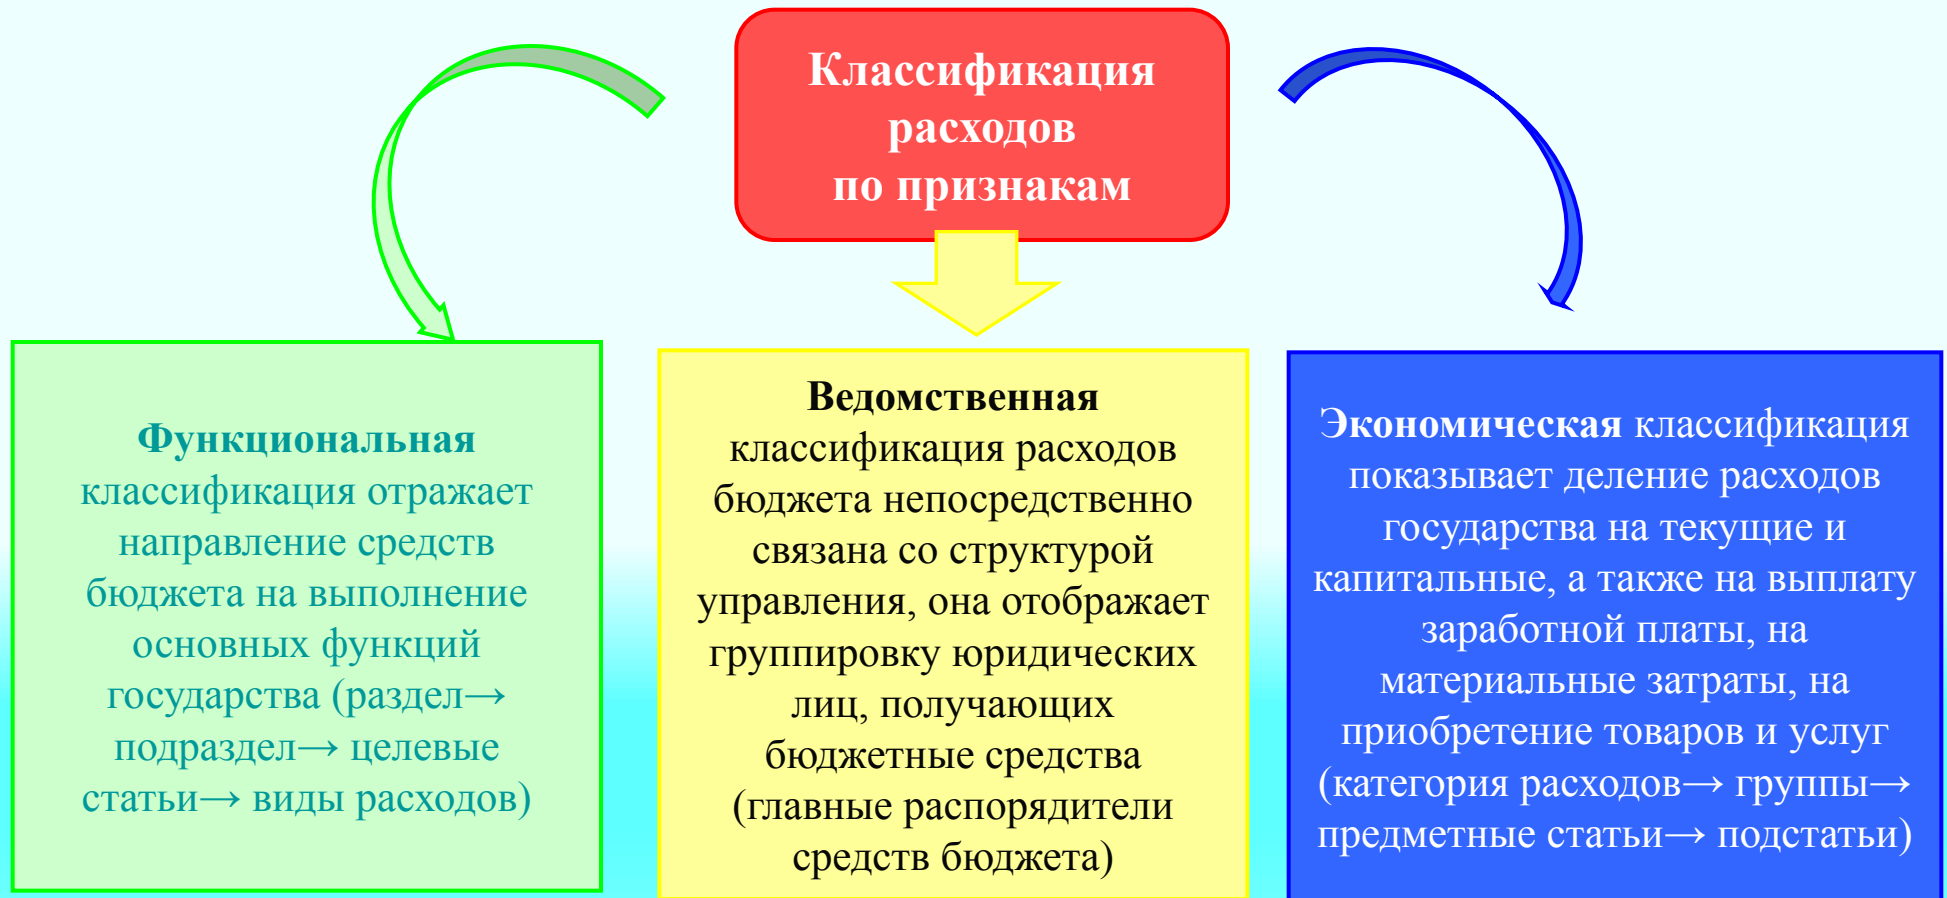 Классификация
расходов
по признакам
Функциональная
классификация отражает
направление средств
бюджета на выполнение
основных функций
государства (раздел→
подраздел→ целевые
статьи→ виды расходов)
Ведомственная
классификация расходов
бюджета непосредственно
связана со структурой
управления, она отображает
группировку юридических
лиц, получающих
бюджетные средства
(главные распорядители
средств бюджета)
Экономическая классификация
показывает деление расходов
государства на текущие и
капитальные, а также на выплату
заработной платы, на
материальные затраты, на
приобретение товаров и услуг
(категория расходов→ группы→
предметные статьи→ подстатьи)